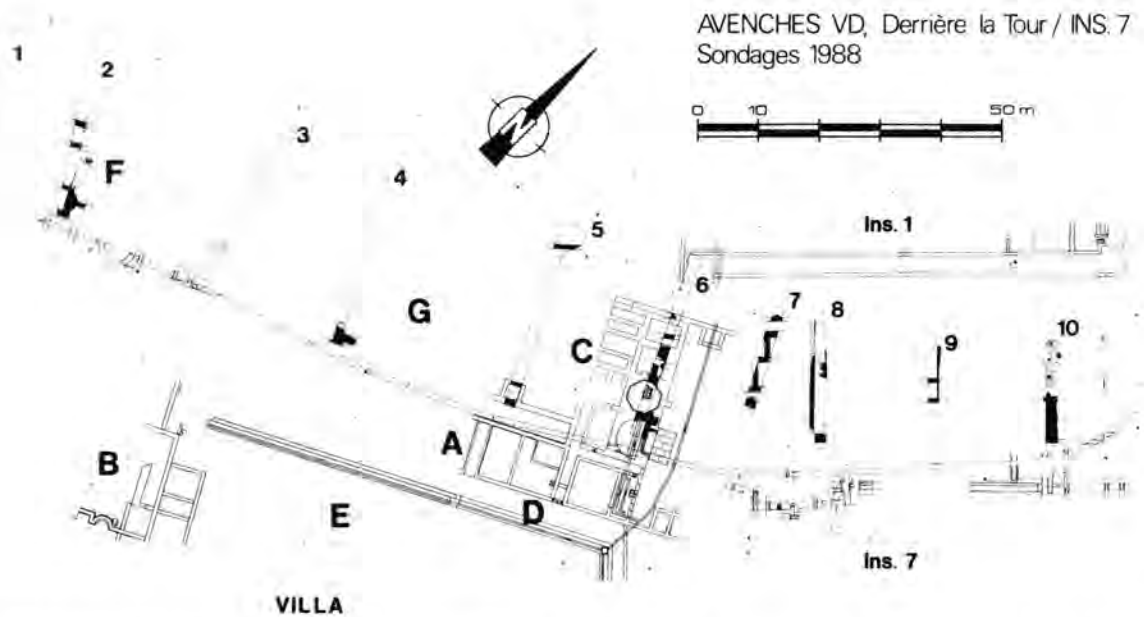 AVENCHES VD, Derrière la Tour / INS. 7
Sondages 1988
0 10 50 m
1
2
3
4
5
6
7
8
9
10
F
G
C
A
B
D
E
N
Ins. 1
Ins. 7
VILLA